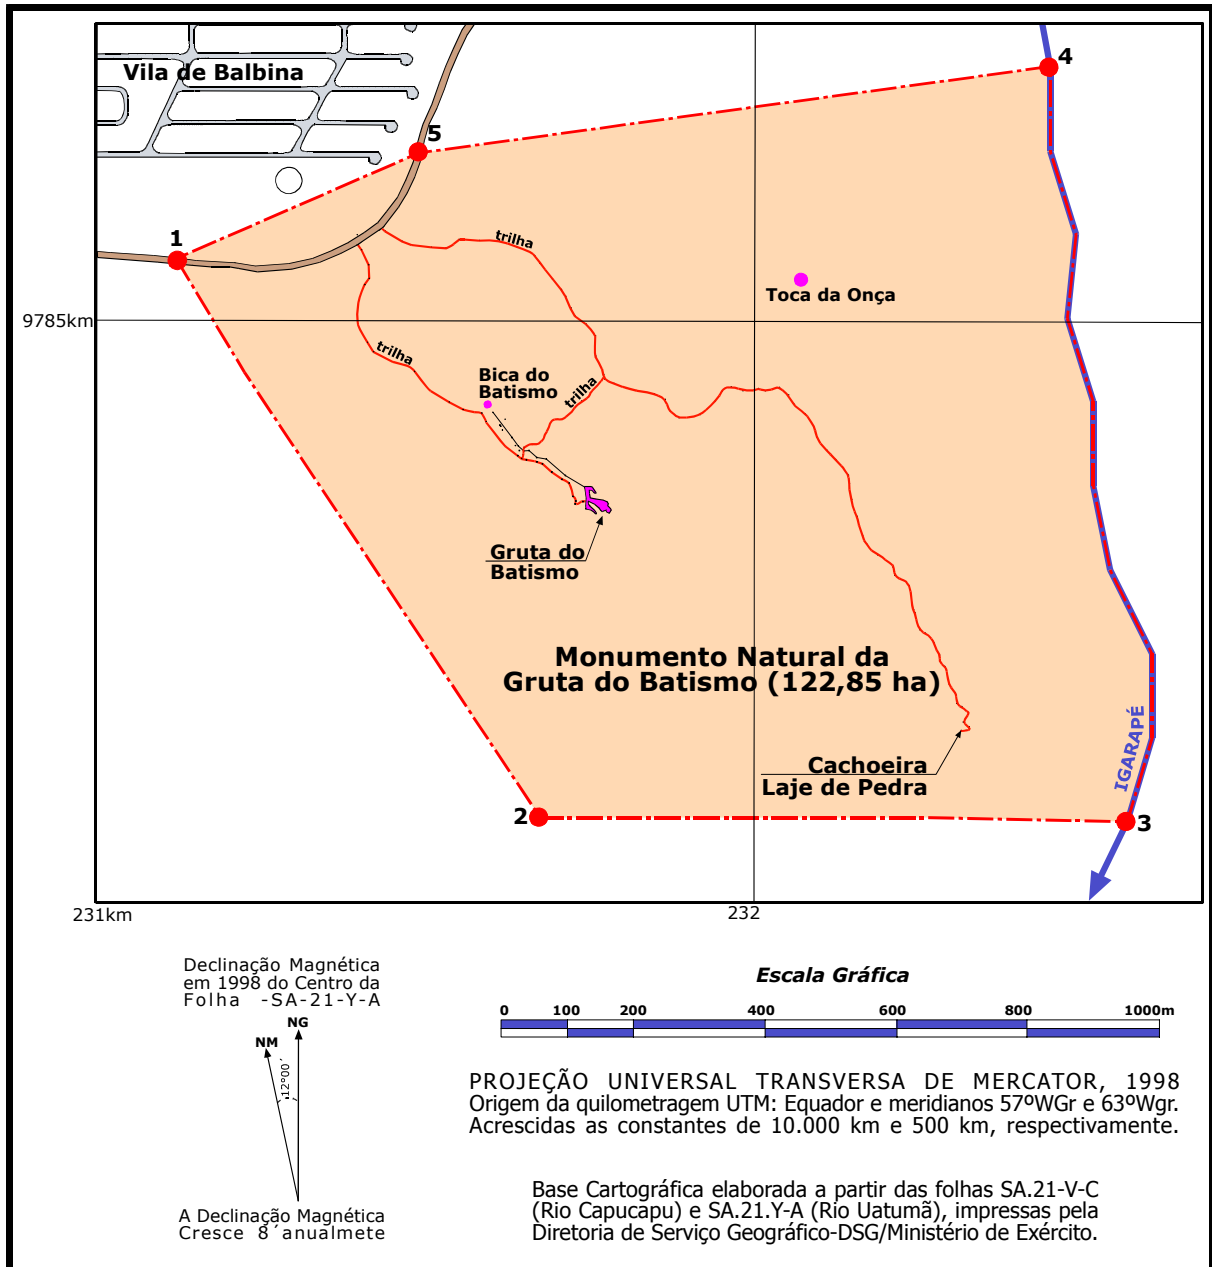 Vila de Balbina
4
5
1
trilha
Toca da Onça
9785km
trilha
Bica do
Batismo
trilha
Gruta do
Batismo
Monumento Natural da
Gruta do Batismo (122,85 ha)
IGARAPÉ
Cachoeira
Laje de Pedra
2
3
231km
232
Declinação Magnética
em 1998 do Centro da
Folha -SA-21-Y-A
NG
NM
12°00´
A Declinação Magnética
Cresce 8´anualmete
Escala Gráfica
0 100 200 400 600 800 1000m
PROJEÇÃO UNIVERSAL TRANSVERSA DE MERCATOR, 1998
Origem da quilometragem UTM: Equador e meridianos 57ºWGr e 63ºWgr.
Acrescidas as constantes de 10.000 km e 500 km, respectivamente.
Base Cartográfica elaborada a partir das folhas SA.21-V-C
(Rio Capucapu) e SA.21.Y-A (Rio Uatumã), impressas pela
Diretoria de Serviço Geográfico-DSG/Ministério de Exército.